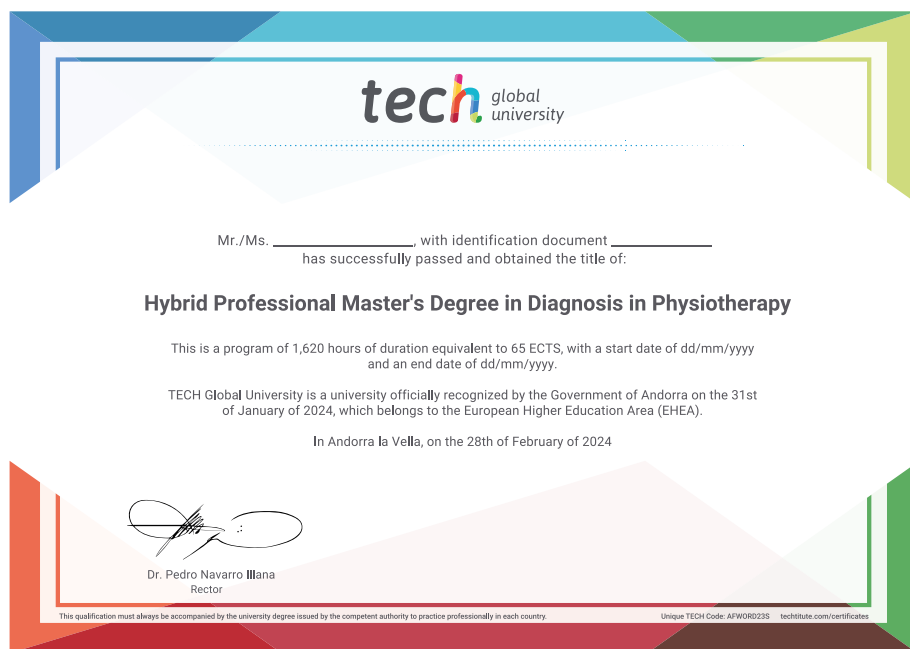 tech global
university
Mr./Ms. ____________________, with identification document ______________
has successfully passed and obtained the title of:
Hybrid Professional Master's Degree in Diagnosis in Physiotherapy
This is a program of 1,620 hours of duration equivalent to 65 ECTS, with a start date of dd/mm/yyyy
and an end date of dd/mm/yyyy.
TECH Global University is a university officially recognized by the Government of Andorra on the 31st
of January of 2024, which belongs to the European Higher Education Area (EHEA).
In Andorra la Vella, on the 28th of February of 2024
Dr. Pedro Navarro Illana
Rector
This qualification must always be accompanied by the university degree issued by the competent authority to practice professionally in each country.
Unique TECH Code: AFWORD23S techtitute.com/certificates